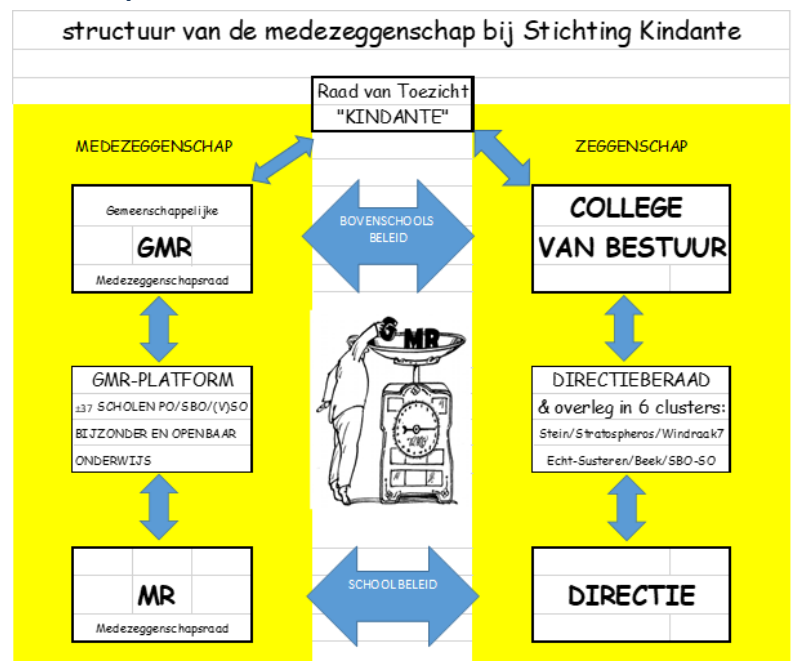 structuur van de medezeggenschap bij Stichting Kindante
Raad van Toezicht
"KINDANTE"
MEDEZEGGENSCHAP
ZEGGENSCHAP
Gemeenschappelijke
GMR
Medezeggenschapsraad
BOVENSCHOOLS
BELEID
COLLEGE
VAN BESTUUR
G MR
GMR-PLATFORM
±37 SCHOLEN PO/SBO/(V)SO
BIJZONDER EN OPENBAAR
ONDERWIJS
DIRECTIEBERAAD
& overleg in 6 clusters:
Stein/Stratospheros/Windraak7
Echt-Susteren/Beek/SBO-SO
MR
Medezeggenschapsraad
SCHOOLBELEID
DIRECTIE